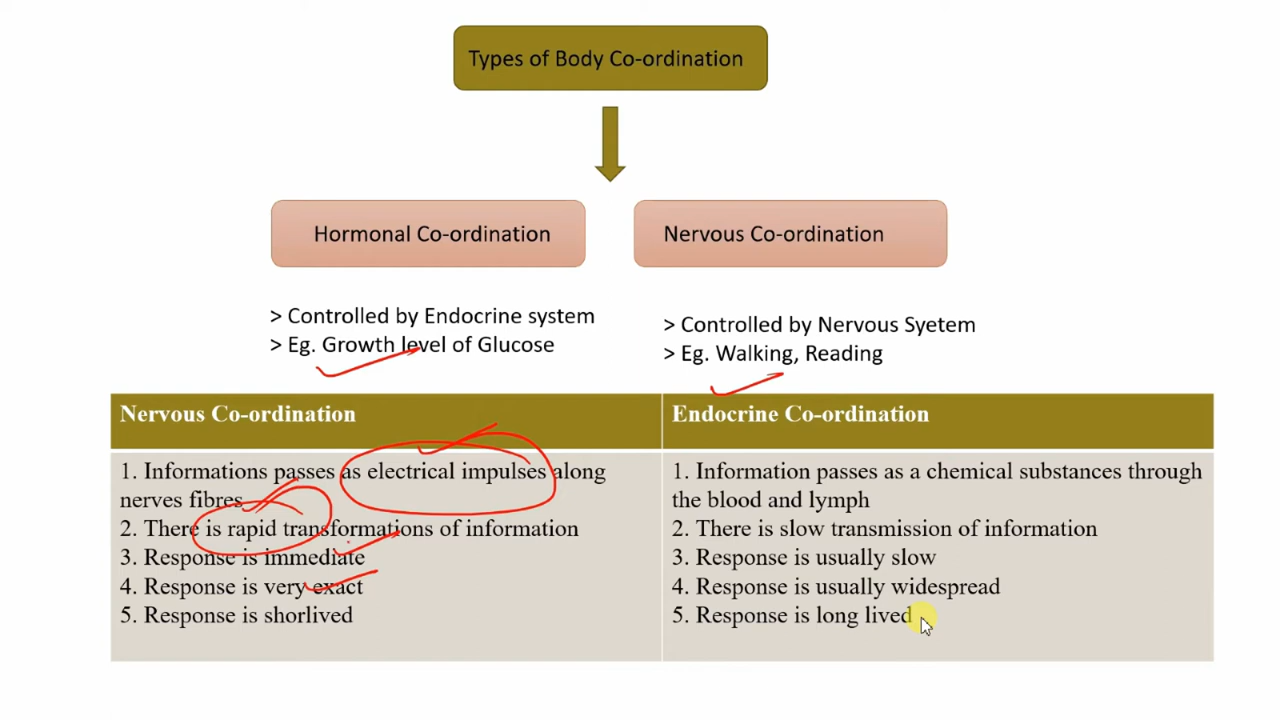 Types of Body Co-ordination
Hormonal Co-ordination
> Controlled by Endocrine system
> Eg. Growth level of Glucose
Nervous Co-ordination
> Controlled by Nervous Syetem
> Eg. Walking, Reading
Nervous Co-ordination
1. Informations passes as electrical impulses along
nerves fibres
2. There is rapid transformations of information
3. Response is immediate
4. Response is very exact
5. Response is shorlived
Endocrine Co-ordination
1. Information passes as a chemical substances through
the blood and lymph
2. There is slow transmission of information
3. Response is usually slow
4. Response is usually widespread
5. Response is long lived